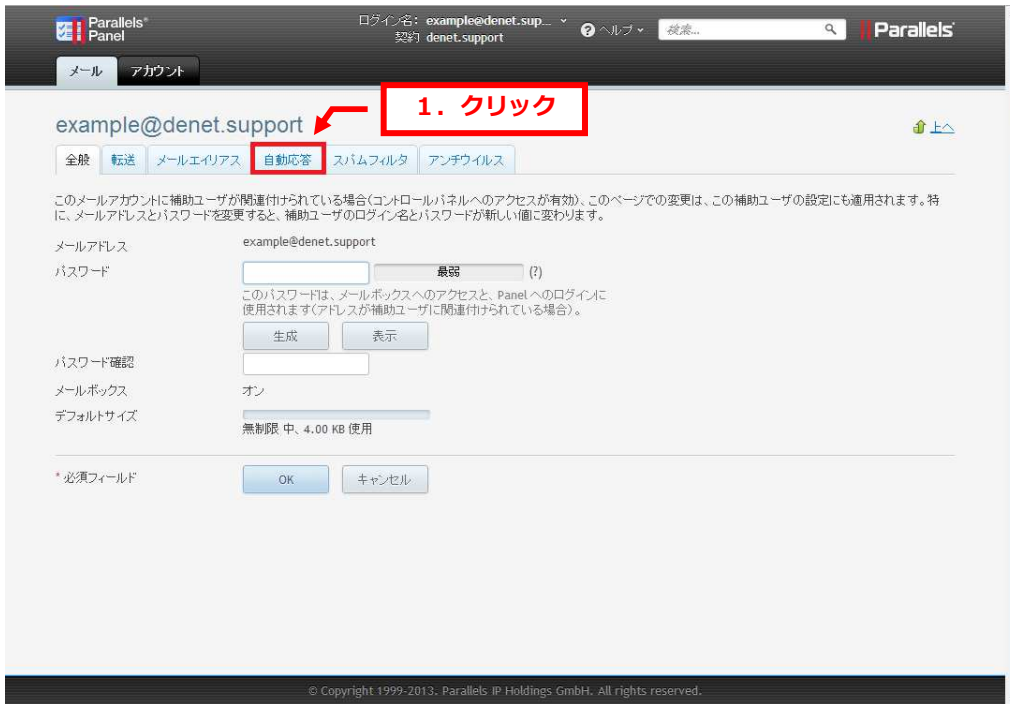 Parallels®
Panel
ログイン名: example@denet.sup...
契約 denet.support
ヘルプ
検索...
Parallels
メール アカウント
1．クリック
example@denet.support
上へ
全般 転送 メールエイリアス 自動応答 スパムフィルタ アンチウイルス
このメールアカウントに補助ユーザが関連付けられている場合(コントロールパネルへのアクセスが有効)、このページでの変更は、この補助ユーザの設定にも適用されます。特
に、メールアドレスとパスワードを変更すると、補助ユーザのログイン名とパスワードが新しい値に変わります。
メールアドレス example@denet.support
パスワード 最弱 (?)
このパスワードは、メールボックスへのアクセスと、Panel へのログインに
使用されます(アドレスが補助ユーザに関連付けられている場合)。
生成 表示
パスワード確認
メールボックス オン
デフォルトサイズ
無制限 中、4.00 KB 使用
* 必須フィールド OK キャンセル
© Copyright 1999-2013. Parallels IP Holdings GmbH. All rights reserved.